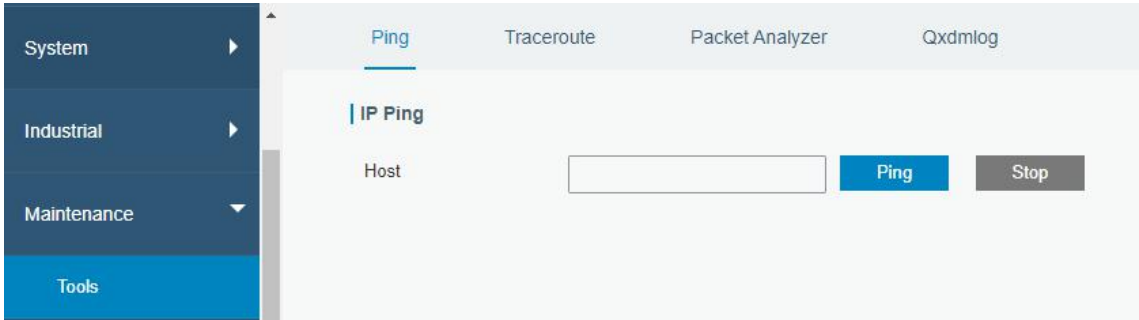 System
Industrial
Maintenance
Tools
Ping Traceroute Packet Analyzer Qxdmlog
IP Ping
Host Ping Stop